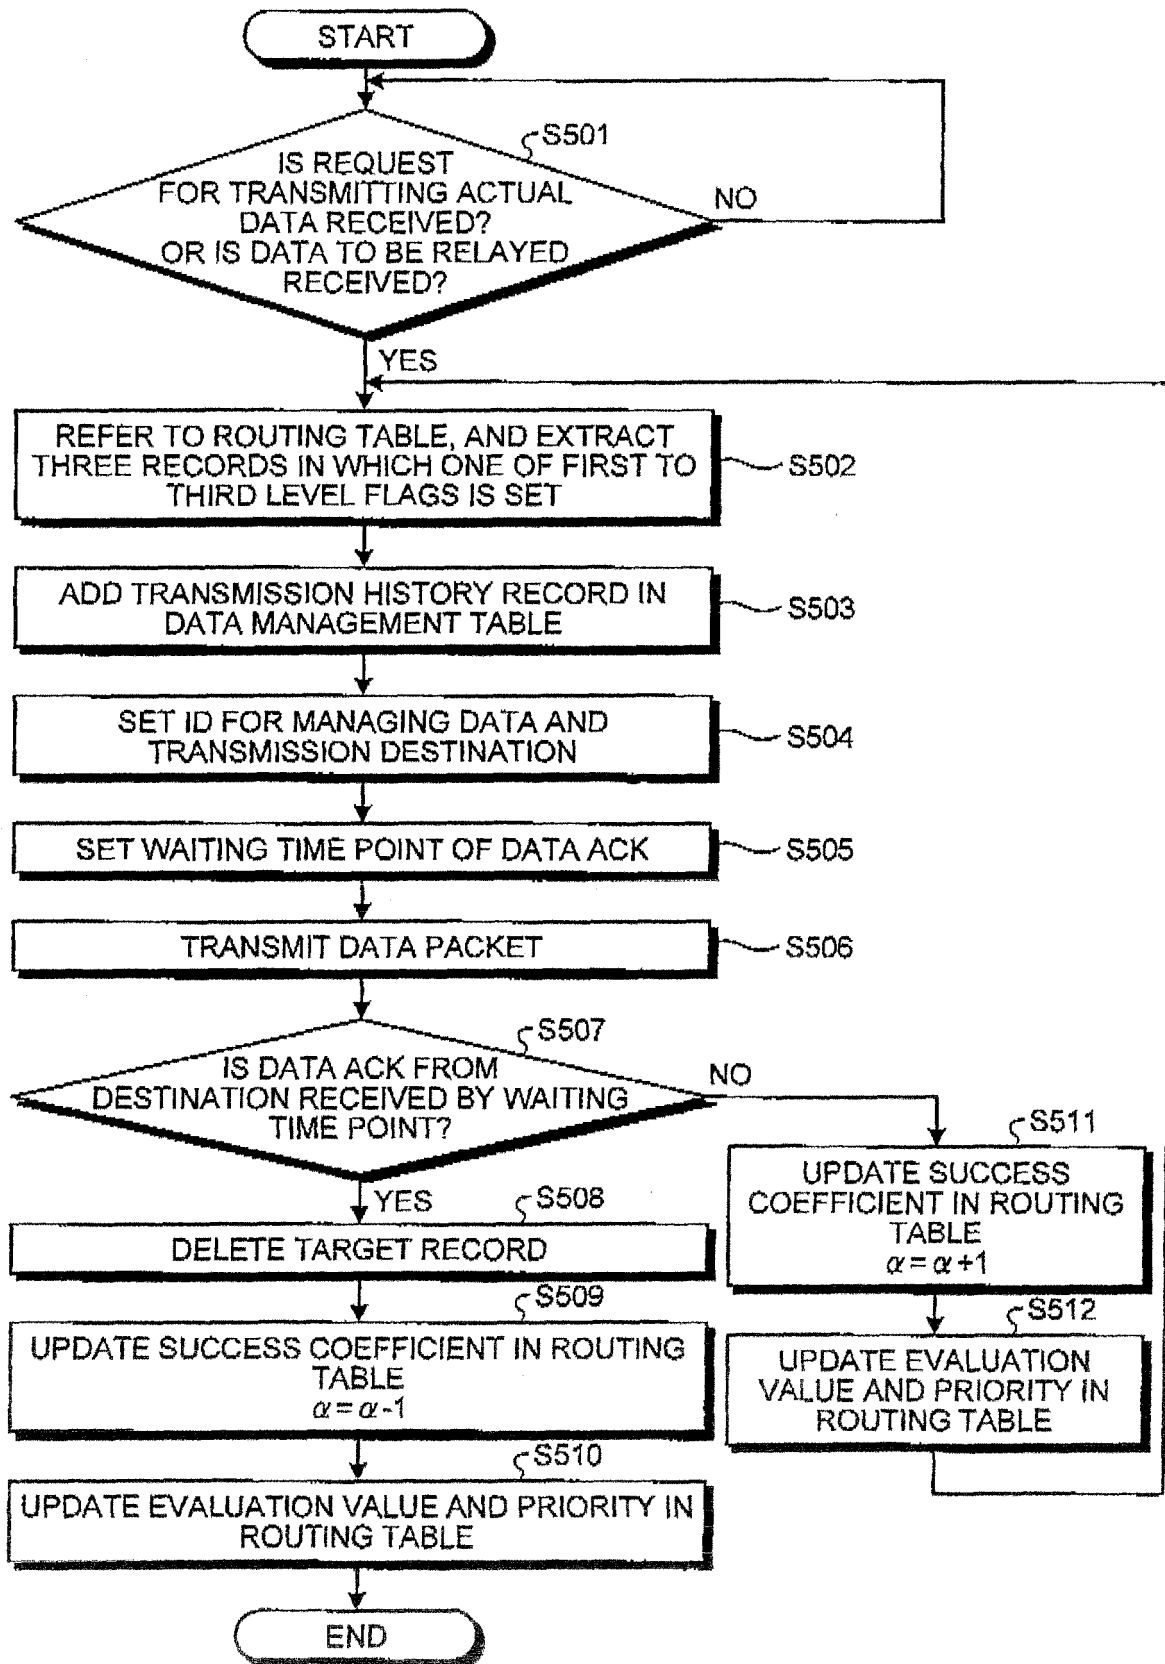 START
S501
IS REQUEST
FOR TRANSMITTING ACTUAL
DATA RECEIVED?
OR IS DATA TO BE RELAYED
RECEIVED?
NO
YES
REFER TO ROUTING TABLE, AND EXTRACT
THREE RECORDS IN WHICH ONE OF FIRST TO
THIRD LEVEL FLAGS IS SET
S502
ADD TRANSMISSION HISTORY RECORD IN
DATA MANAGEMENT TABLE
S503
SET ID FOR MANAGING DATA AND
TRANSMISSION DESTINATION
S504
SET WAITING TIME POINT OF DATA ACK
S505
TRANSMIT DATA PACKET
S506
S507
IS DATA ACK FROM
DESTINATION RECEIVED BY WAITING
TIME POINT?
NO
YES
S508
DELETE TARGET RECORD
S509
UPDATE SUCCESS COEFFICIENT IN ROUTING
TABLE
α = α-1
S510
UPDATE EVALUATION VALUE AND PRIORITY IN
ROUTING TABLE
END
S511
UPDATE SUCCESS
COEFFICIENT IN ROUTING
TABLE
α = α+1
S512
UPDATE EVALUATION
VALUE AND PRIORITY IN
ROUTING TABLE